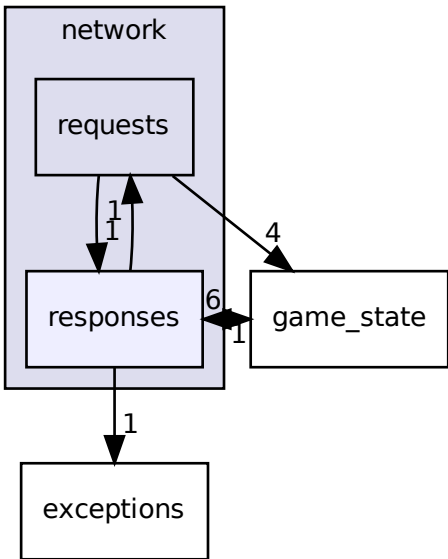 network
requests
1
1
4
6
responses
game_state
1
1
exceptions